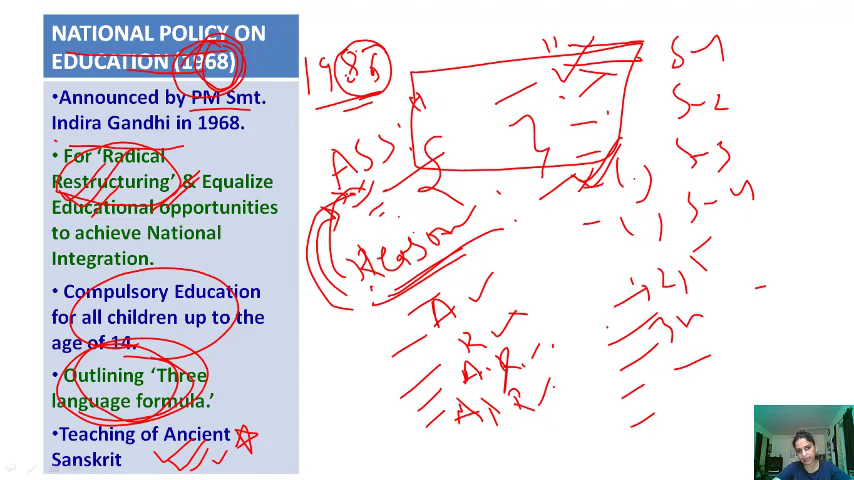 NATIONAL POLICY ON
EDUCATION (1968)
•Announced by PM Smt.
Indira Gandhi in 1968.
• For ‘Radical
Restructuring’ & Equalize
Educational opportunities
to achieve National
Integration.
• Compulsory Education
for all children up to the
age of 14.
• Outlining ‘Three
language formula.’
•Teaching of Ancient
Sanskrit
1986
Reason
S-1
S-2
S-3
S-4
A
R